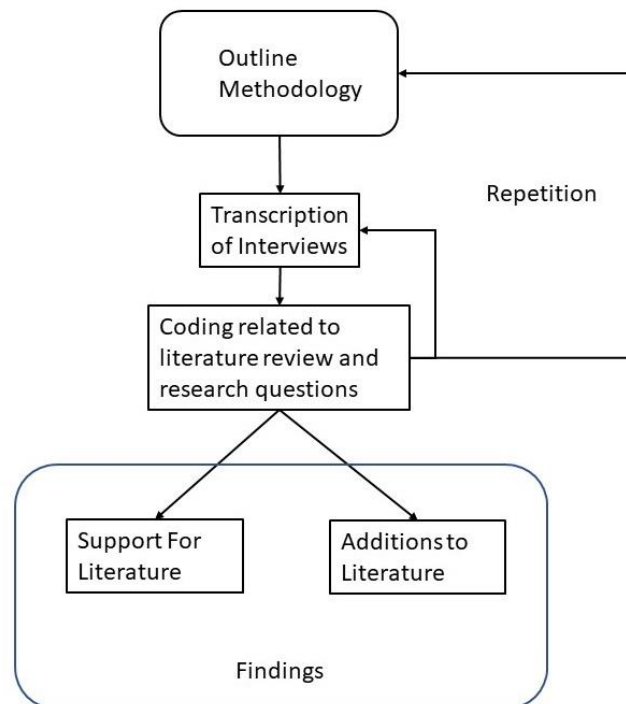 Outline
Methodology
Repetition
Transcription
of Interviews
Coding related to
literature review and
research questions
Support For
Literature
Additions to
Literature
Findings